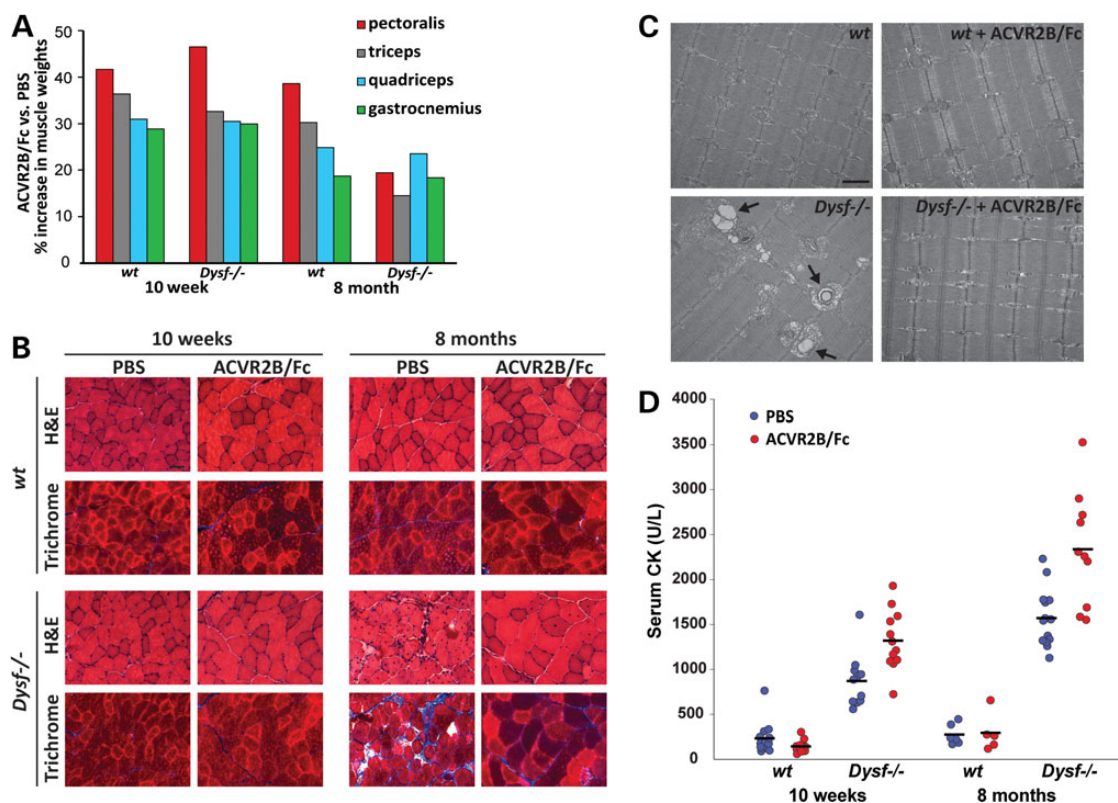 A
ACVR2B/Fc vs. PBS
% increase in muscle weights
50
40
30
20
10
0
pectoralis
triceps
quadriceps
gastrocnemius
wt
Dysf-/-
wt
Dysf-/-
10 week
8 month
B
10 weeks
8 months
PBS
ACVR2B/Fc
PBS
ACVR2B/Fc
wt
H&E
Trichrome
Dysf-/-
H&E
Trichrome
C
wt
wt + ACVR2B/Fc
Dysf-/-
Dysf-/- + ACVR2B/Fc
D
Serum CK (U/L)
4000
3500
3000
2500
2000
1500
1000
500
0
PBS
ACVR2B/Fc
wt
Dysf-/-
wt
Dysf-/-
10 weeks
8 months